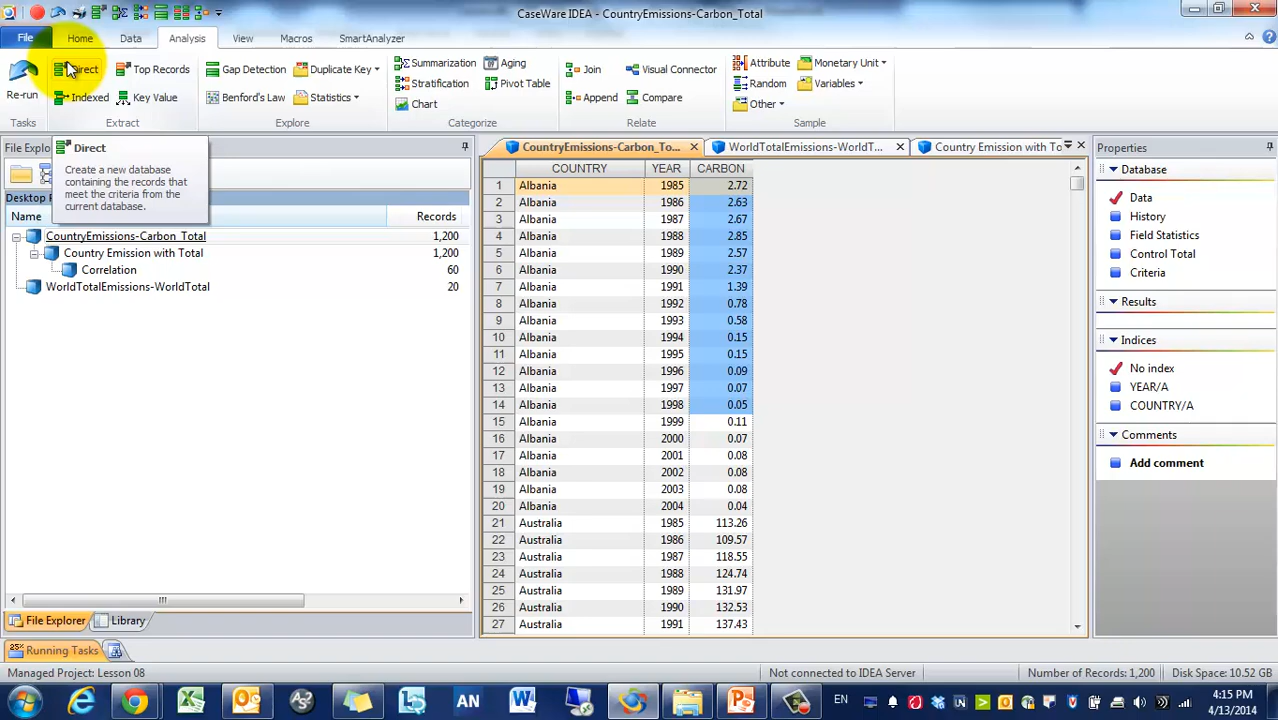 CaseWare IDEA - CountryEmissions-Carbon_Total
File Home Data Analysis View Macros SmartAnalyzer
Re-run
Tasks
Direct Top Records
Indexed Key Value
Extract
Gap Detection Duplicate Key
Benford's Law Statistics
Explore
Summarization Aging
Stratification Pivot Table
Chart
Categorize
Join Visual Connector
Append Compare
Relate
Attribute Monetary Unit
Random Variables
Other
Sample
Direct
Create a new database
containing the records that
meet the criteria from the
current database.
File Explo
Desktop
Name Records
CountryEmissions-Carbon_Total 1,200
Country Emission with Total 1,200
Correlation 60
WorldTotalEmissions-WorldTotal 20
File Explorer Library
CountryEmissions-Carbon_To... WorldTotalEmissions-WorldT... Country Emission with To
COUNTRY YEAR CARBON
1 Albania 1985 2.72
2 Albania 1986 2.63
3 Albania 1987 2.67
4 Albania 1988 2.85
5 Albania 1989 2.57
6 Albania 1990 2.37
7 Albania 1991 1.39
8 Albania 1992 0.78
9 Albania 1993 0.58
10 Albania 1994 0.15
11 Albania 1995 0.15
12 Albania 1996 0.09
13 Albania 1997 0.07
14 Albania 1998 0.05
15 Albania 1999 0.11
16 Albania 2000 0.07
17 Albania 2001 0.08
18 Albania 2002 0.08
19 Albania 2003 0.08
20 Albania 2004 0.04
21 Australia 1985 113.26
22 Australia 1986 109.57
23 Australia 1987 118.55
24 Australia 1988 124.74
25 Australia 1989 131.97
26 Australia 1990 132.53
27 Australia 1991 137.43
Properties
Database
Data
History
Field Statistics
Control Total
Criteria
Results
Indices
No index
YEAR/A
COUNTRY/A
Comments
Add comment
Running Tasks
Managed Project: Lesson 08 Not connected to IDEA Server Number of Records: 1,200 Disk Space: 10.52 GB
AN
EN
4:15 PM
4/13/2014